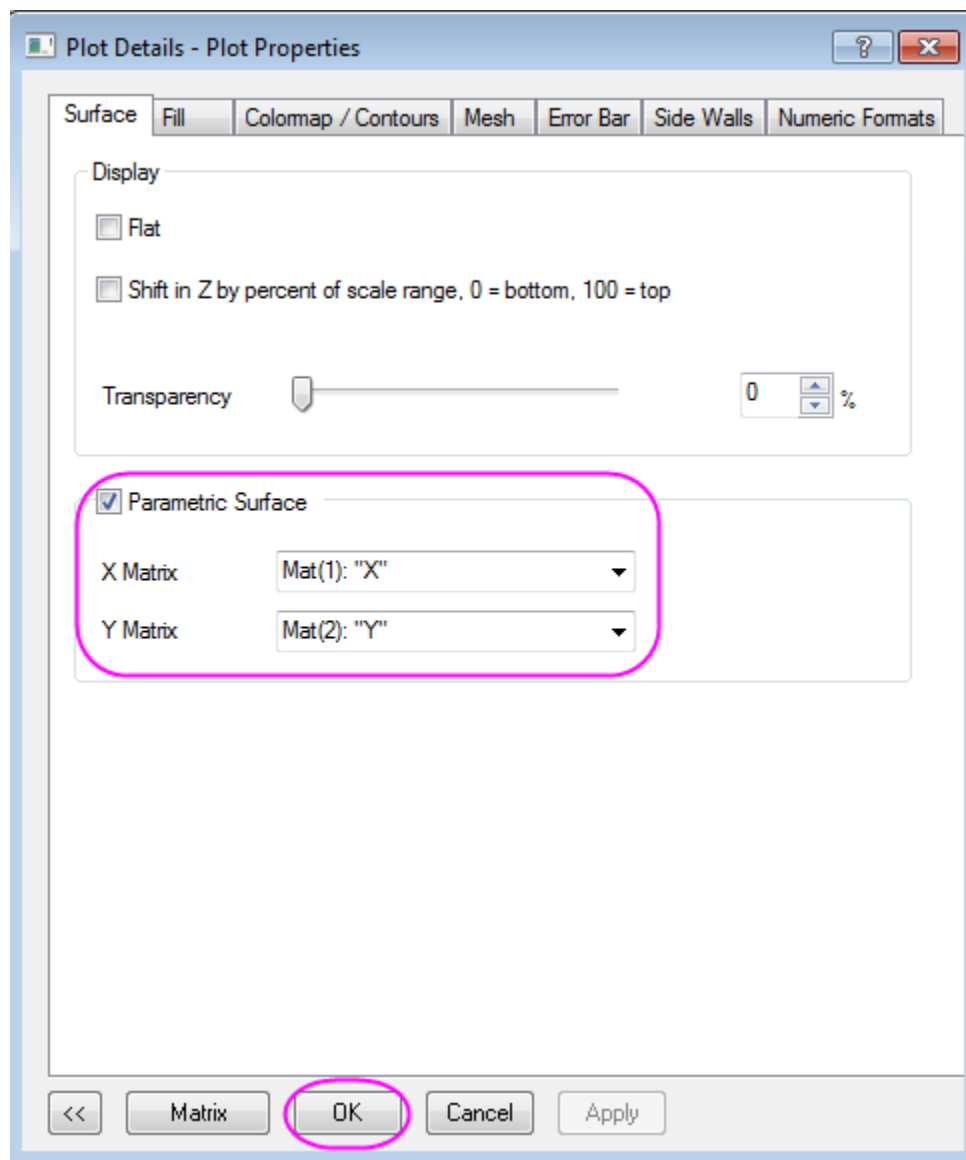 Plot Details - Plot Properties
?
Surface Fill Colormap / Contours Mesh Error Bar Side Walls Numeric Formats
Display
Flat
Shift in Z by percent of scale range, 0 = bottom, 100 = top
Transparency 0 %
Parametric Surface
X Matrix Mat(1): "X"
Y Matrix Mat(2): "Y"
<< Matrix OK Cancel Apply